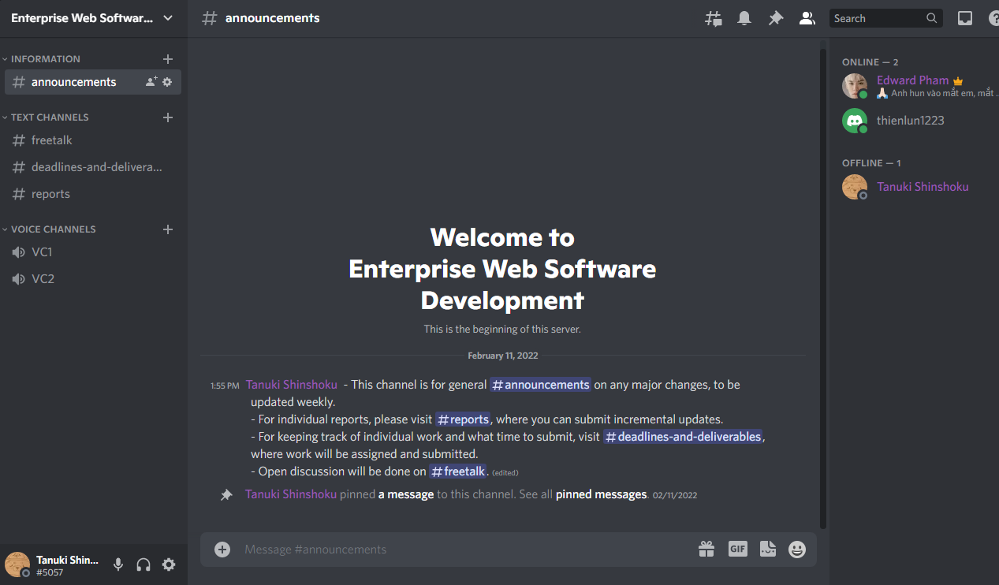 Enterprise Web Softwar...
INFORMATION
announcements
TEXT CHANNELS
freetalk
deadlines-and-delivera...
reports
VOICE CHANNELS
VC1
VC2
Tanuki Shin...
#5057
# announcements
Search
Welcome to
Enterprise Web Software
Development
This is the beginning of this server.
February 11, 2022
1:55 PM Tanuki Shinshoku - This channel is for general #announcements on any major changes, to be
updated weekly.
- For individual reports, please visit #reports, where you can submit incremental updates.
- For keeping track of individual work and what time to submit, visit #deadlines-and-deliverables,
where work will be assigned and submitted.
- Open discussion will be done on #freetalk. (edited)
Tanuki Shinshoku pinned a message to this channel. See all pinned messages. 02/11/2022
Message #announcements
GIF
ONLINE — 2
Edward Pham
Anh hun vào mắt em, mắt ...
thienlun1223
OFFLINE — 1
Tanuki Shinshoku